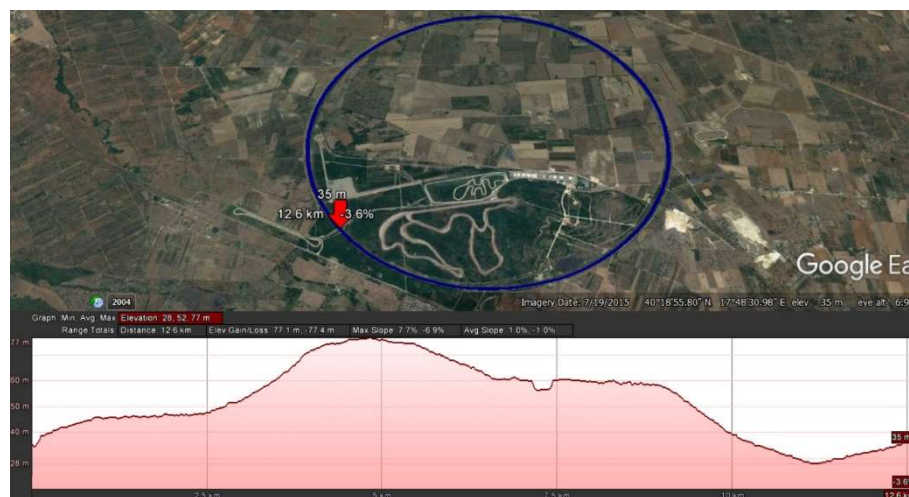 35 m
12.6 km -3.6%
Google Ea
2004
Imagery Date: 7/19/2015 40°18'55.80" N 17°48'30.98" E elev 35 m eye alt 6.9
Graph: Min, Avg, Max Elevation: 28, 52, 77 m
Range Totals: Distance: 12.6 km Elev Gain/Loss: 77.1 m, -77.4 m Max Slope: 7.7%, -6.9% Avg Slope: 1.0%, -1.0%
77 m
60 m
50 m
40 m
35 m
28 m
-3.6%
2.5 km 5 km 7.5 km 10 km 12.6 km